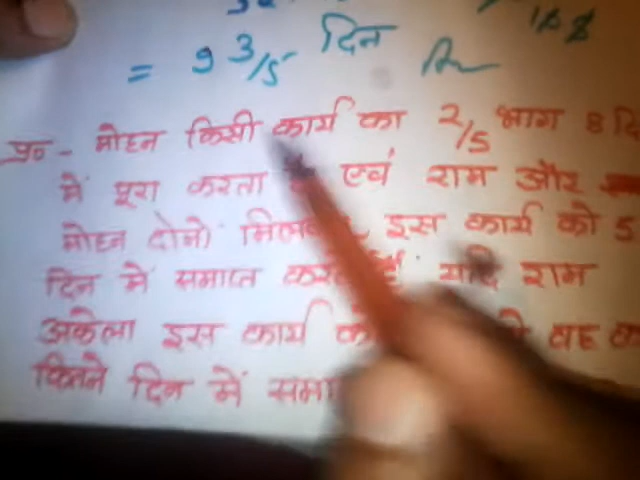 = 9 3/5 दिन
प्र0 - मोहन किसी कार्य का 2/5 भाग 8
में पूरा करता एवं राम और
मोहन दोनो इस कार्य को 5
दिन में समाप्त यदि राम
अकेला इस कार्य वह
कितने दिन में